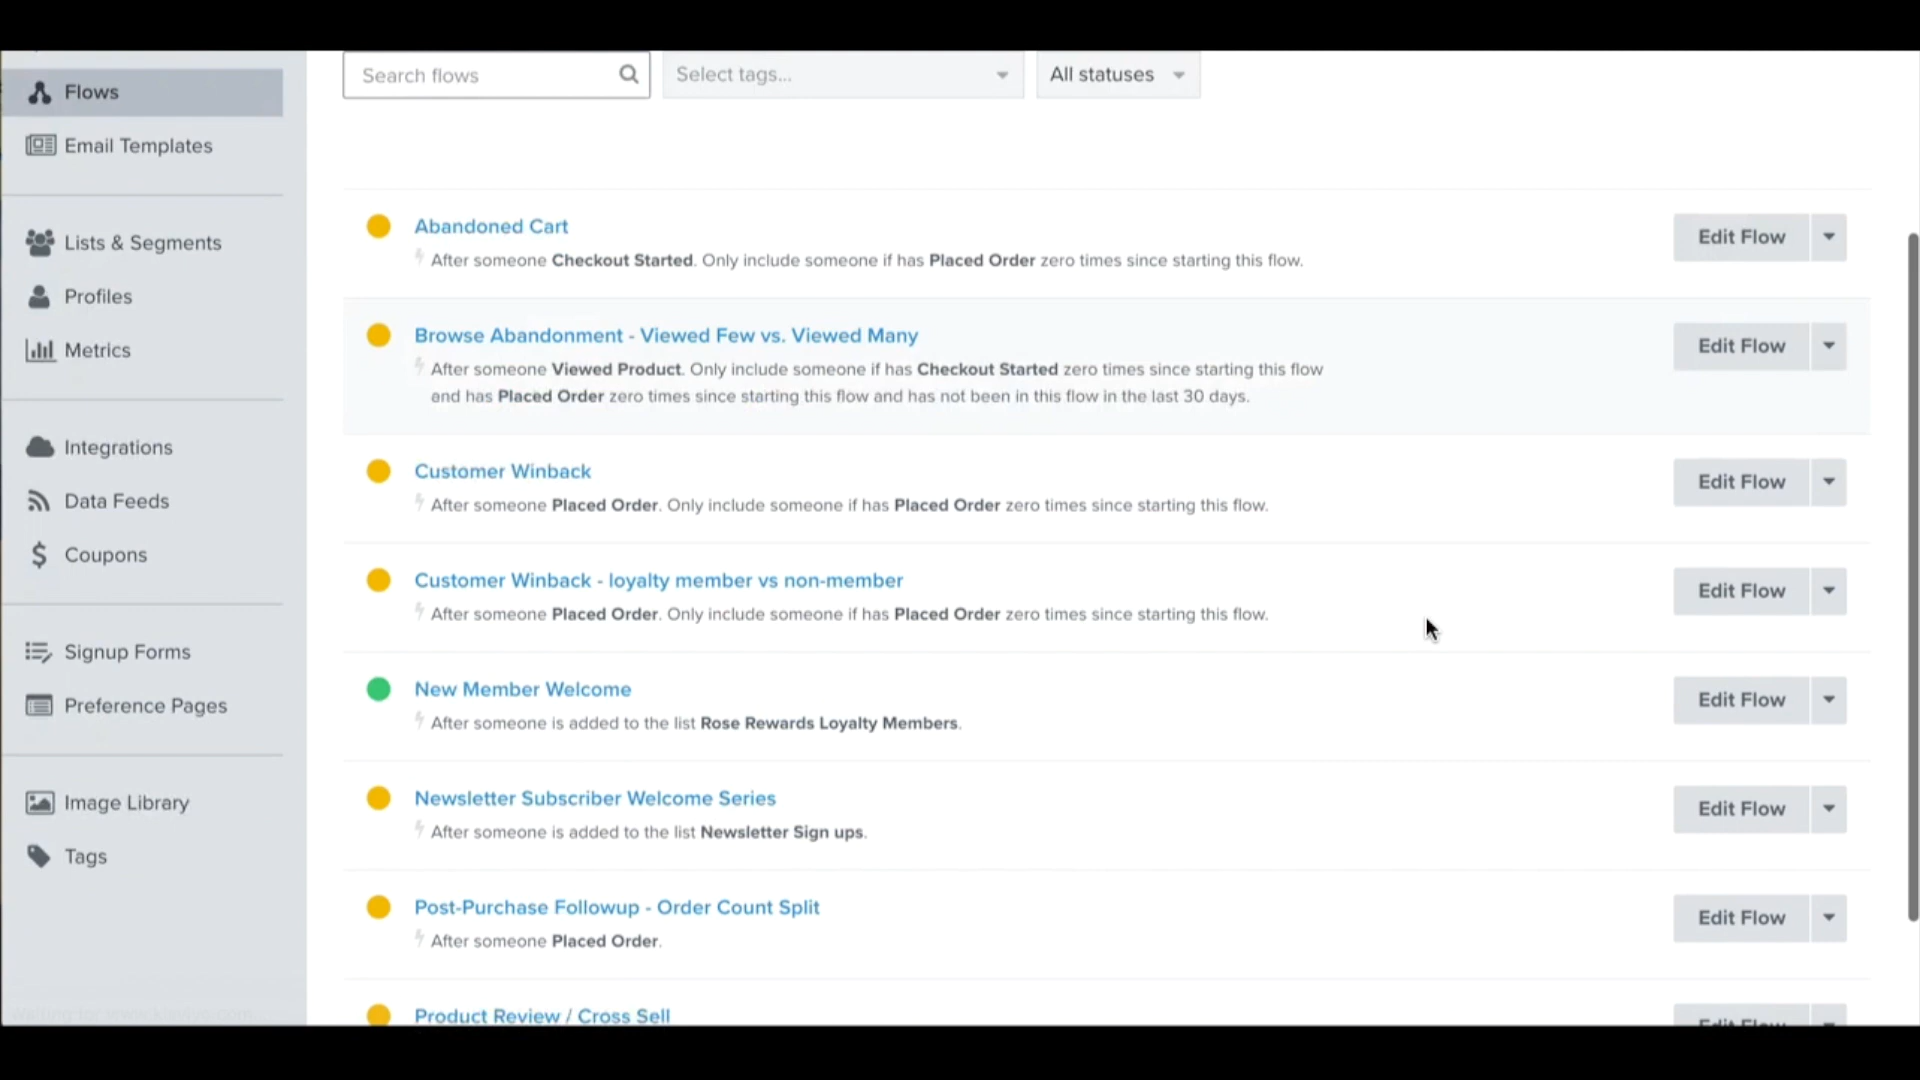 Search flows
Select tags...
All statuses
Flows
Email Templates
Lists & Segments
Profiles
Metrics
Integrations
Data Feeds
Coupons
Signup Forms
Preference Pages
Image Library
Tags
Abandoned Cart
After someone Checkout Started. Only include someone if has Placed Order zero times since starting this flow.
Edit Flow
Browse Abandonment - Viewed Few vs. Viewed Many
After someone Viewed Product. Only include someone if has Checkout Started zero times since starting this flow
and has Placed Order zero times since starting this flow and has not been in this flow in the last 30 days.
Edit Flow
Customer Winback
After someone Placed Order. Only include someone if has Placed Order zero times since starting this flow.
Edit Flow
Customer Winback - loyalty member vs non-member
After someone Placed Order. Only include someone if has Placed Order zero times since starting this flow.
Edit Flow
New Member Welcome
After someone is added to the list Rose Rewards Loyalty Members.
Edit Flow
Newsletter Subscriber Welcome Series
After someone is added to the list Newsletter Sign ups.
Edit Flow
Post-Purchase Followup - Order Count Split
After someone Placed Order.
Edit Flow
Product Review / Cross Sell
Edit Flow